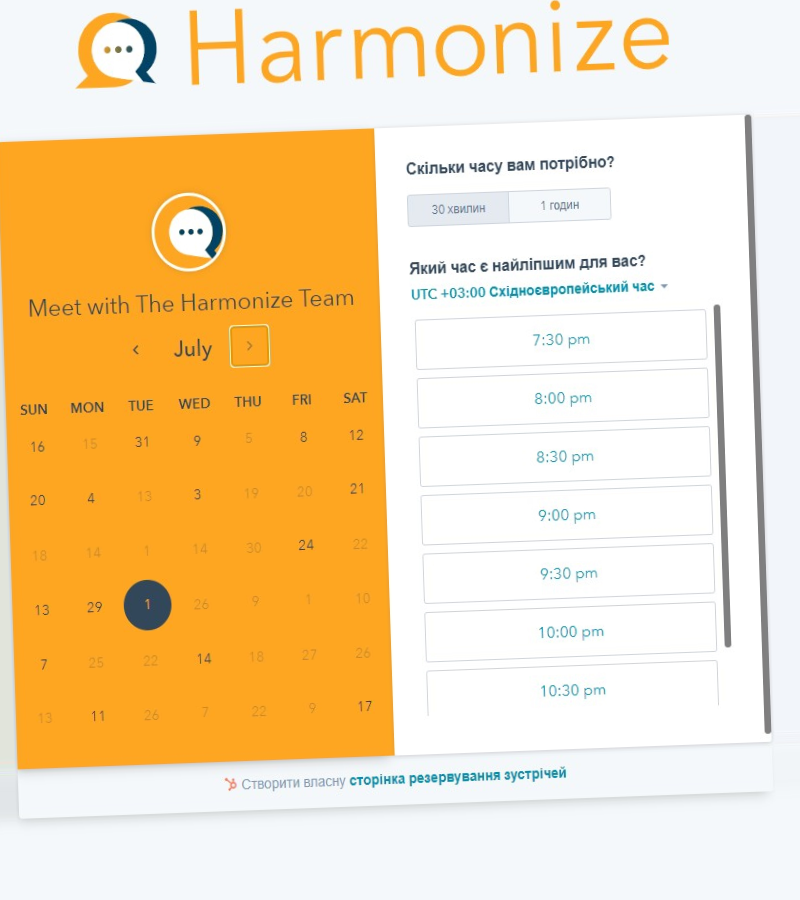 Harmonize
Meet with The Harmonize Team
July
SUN MON TUE WED THU FRI SAT
16 15 31 9 5 8 12
20 4 13 3 19 20 21
18 14 1 14 30 24 22
13 29 1 26 9 1 10
7 25 22 14 18 27 26
13 11 26 7 22 9 17
Скільки часу вам потрібно?
30 хвилин 1 годин
Який час є найліпшим для вас?
UTC +03:00 Східноєвропейський час
7:30 pm
8:00 pm
8:30 pm
9:00 pm
9:30 pm
10:00 pm
10:30 pm
Створити власну сторінка резервування зустрічей